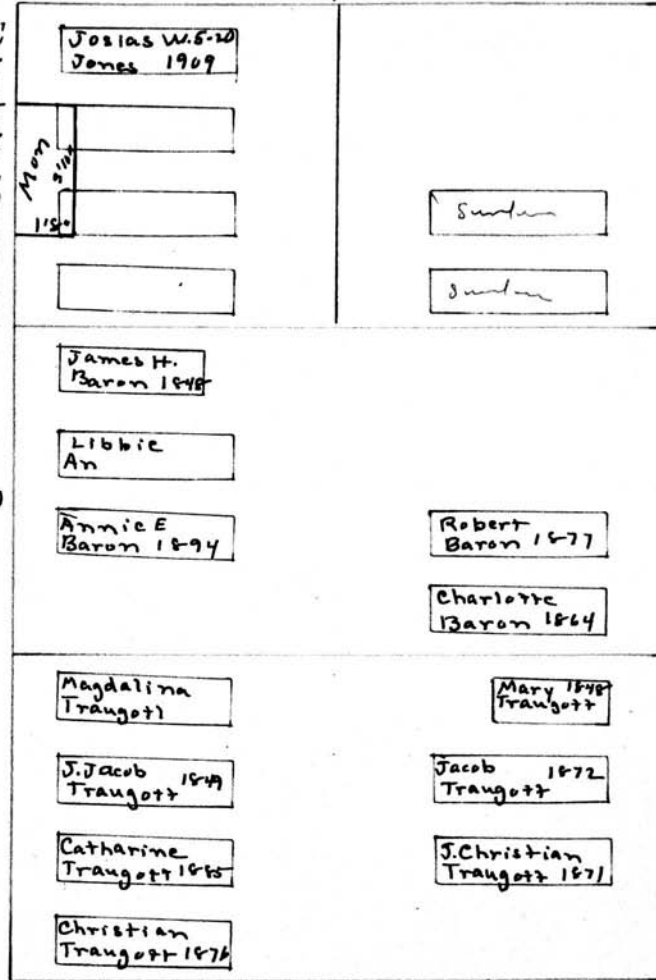 Josias W. 5-20
Jones 1909
Mon
1'8"
James H.
Baron 1848
Libbie
An
Annie E
Baron 1894
Robert
Baron 1877
Charlotte
Baron 1864
Magdalina
Traugott
Mary 1848
Traugott
J. Jacob 1849
Traugott
Jacob 1872
Traugott
Catharine
Traugott 1885
J. Christian
Traugott 1871
Christian
Traugott 1876